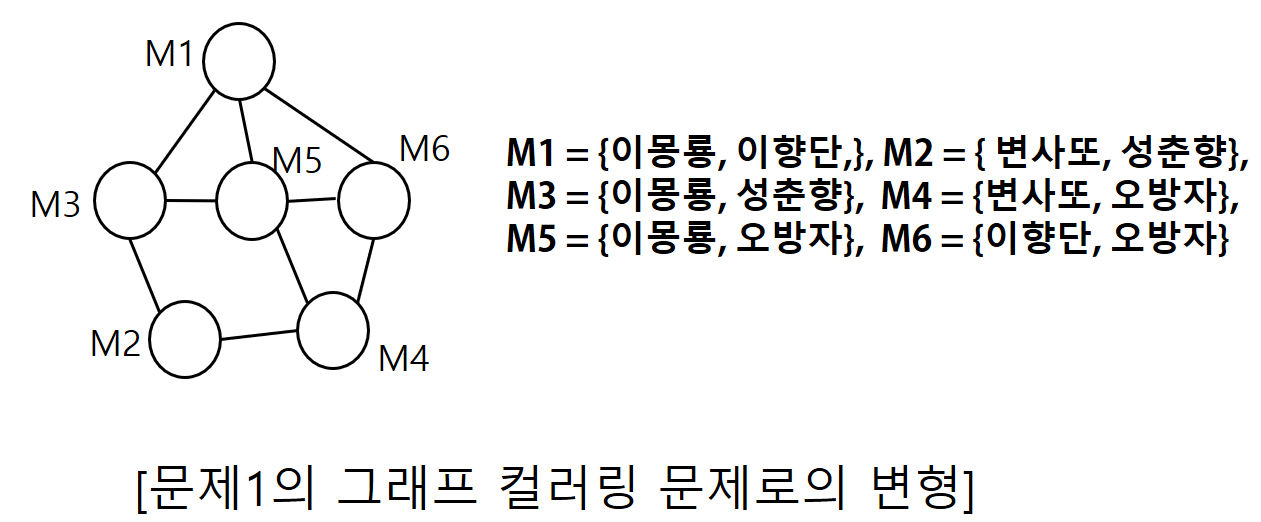 M1
M5
M6
M3
M2
M4
M1 = {이몽룡, 이향단,}, M2 = { 변사또, 성춘향},
M3 = {이몽룡, 성춘향}, M4 = {변사또, 오방자},
M5 = {이몽룡, 오방자}, M6 = {이향단, 오방자}
[문제1의 그래프 컬러링 문제로의 변형]